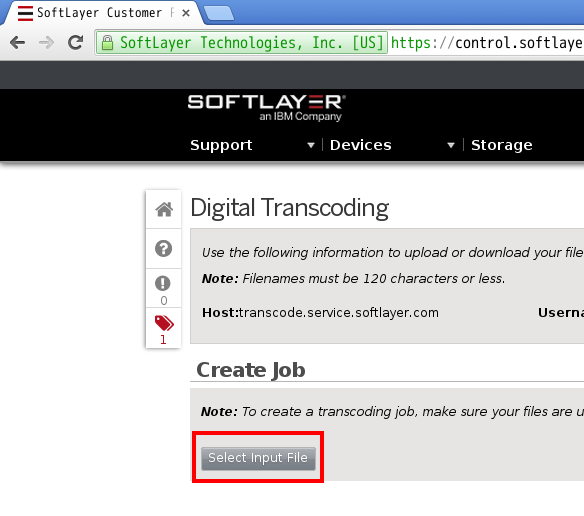 SoftLayer Customer
SoftLayer Technologies, Inc. [US] https://control.softlaye
SOFTLAYER
an IBM Company
Support Devices Storage
Digital Transcoding
Use the following information to upload or download your file
Note: Filenames must be 120 characters or less.
Host:transcode.service.softlayer.com Userna
0
1
Create Job
Note: To create a transcoding job, make sure your files are u
Select Input File